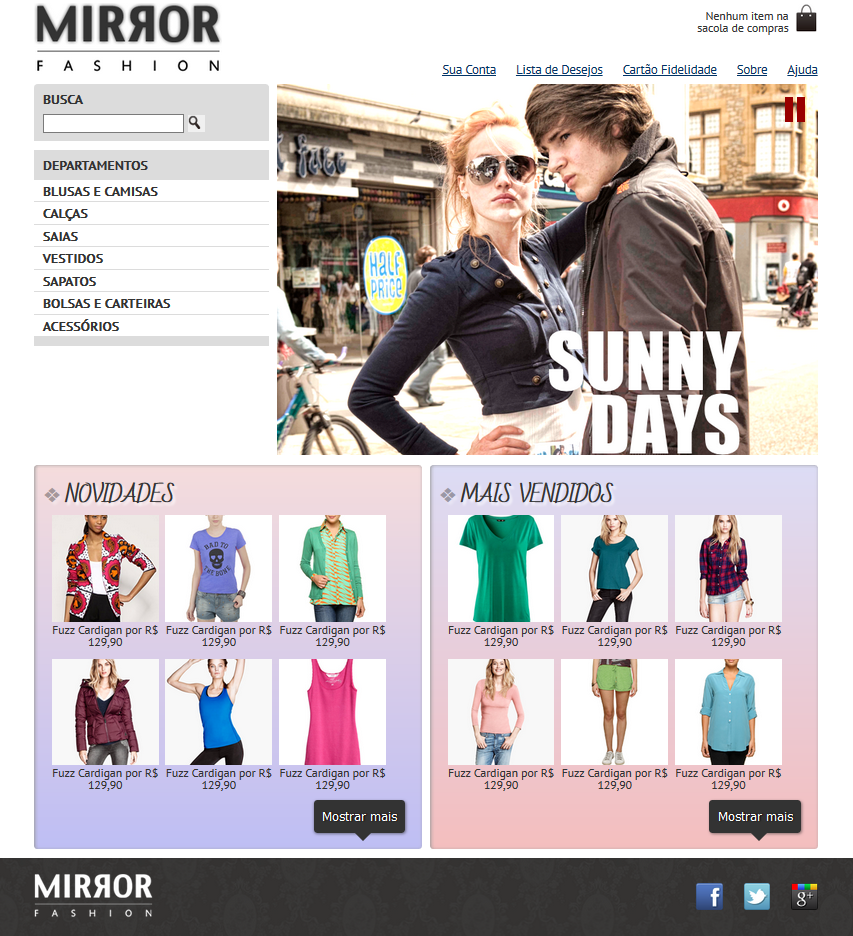 MIRROR
FASHION
Nenhum item na
sacola de compras
Sua Conta Lista de Desejos Cartão Fidelidade Sobre Ajuda
BUSCA
DEPARTAMENTOS
BLUSAS E CAMISAS
CALÇAS
SAIAS
VESTIDOS
SAPATOS
BOLSAS E CARTEIRAS
ACESSÓRIOS
HALF
PRICE
SUNNY
DAYS
NOVIDADES
BAD TO
THE BONE
Fuzz Cardigan por R$
129,90
Fuzz Cardigan por R$
129,90
Fuzz Cardigan por R$
129,90
Fuzz Cardigan por R$
129,90
Fuzz Cardigan por R$
129,90
Fuzz Cardigan por R$
129,90
Mostrar mais
MAIS VENDIDOS
Fuzz Cardigan por R$
129,90
Fuzz Cardigan por R$
129,90
Fuzz Cardigan por R$
129,90
Fuzz Cardigan por R$
129,90
Fuzz Cardigan por R$
129,90
Fuzz Cardigan por R$
129,90
Mostrar mais
MIRROR
FASHION
f
g+